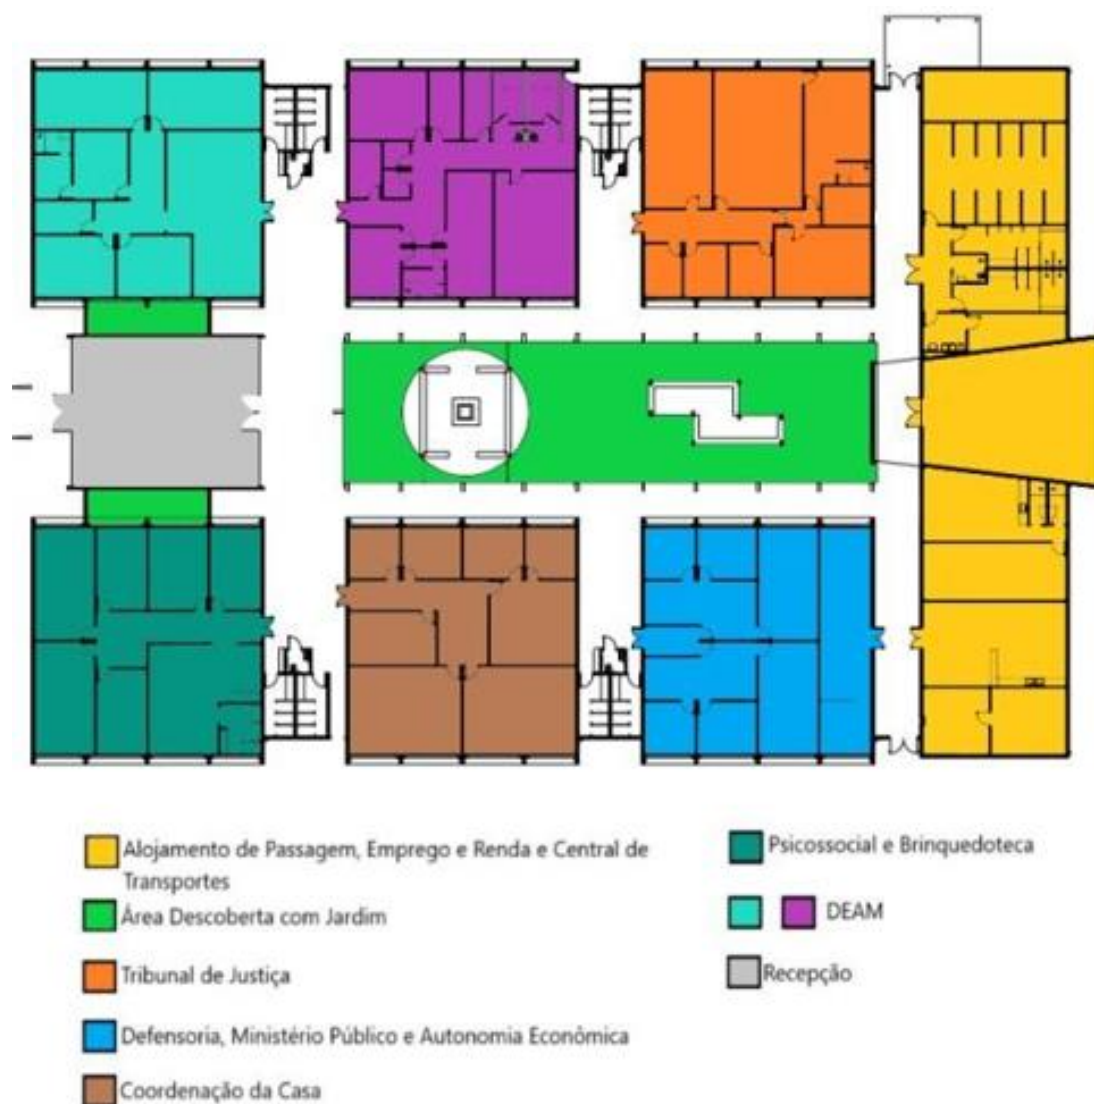 Alojamento de Passagem, Emprego e Renda e Central de
Transportes
Área Descoberta com Jardim
Tribunal de Justiça
Defensoria, Ministério Público e Autonomia Econômica
Coordenação da Casa
Psicossocial e Brinquedoteca
DEAM
Recepção